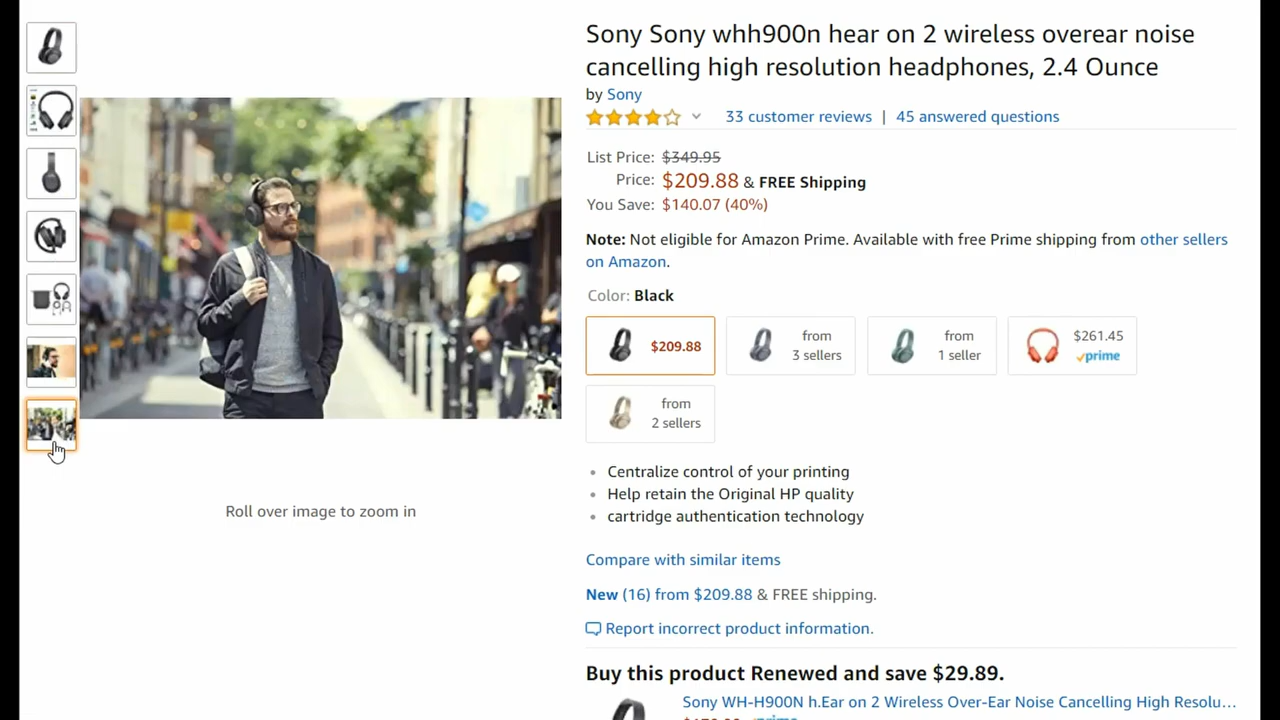 Sony Sony whh900n hear on 2 wireless overear noise
cancelling high resolution headphones, 2.4 Ounce
by Sony
33 customer reviews | 45 answered questions
List Price: $349.95
Price: $209.88 & FREE Shipping
You Save: $140.07 (40%)
Note: Not eligible for Amazon Prime. Available with free Prime shipping from other sellers
on Amazon.
Color: Black
$209.88
from
3 sellers
from
1 seller
$261.45
prime
from
2 sellers
Centralize control of your printing
Help retain the Original HP quality
cartridge authentication technology
Roll over image to zoom in
Compare with similar items
New (16) from $209.88 & FREE shipping.
Report incorrect product information.
Buy this product Renewed and save $29.89.
Sony WH-H900N h.Ear on 2 Wireless Over-Ear Noise Cancelling High Resolu…